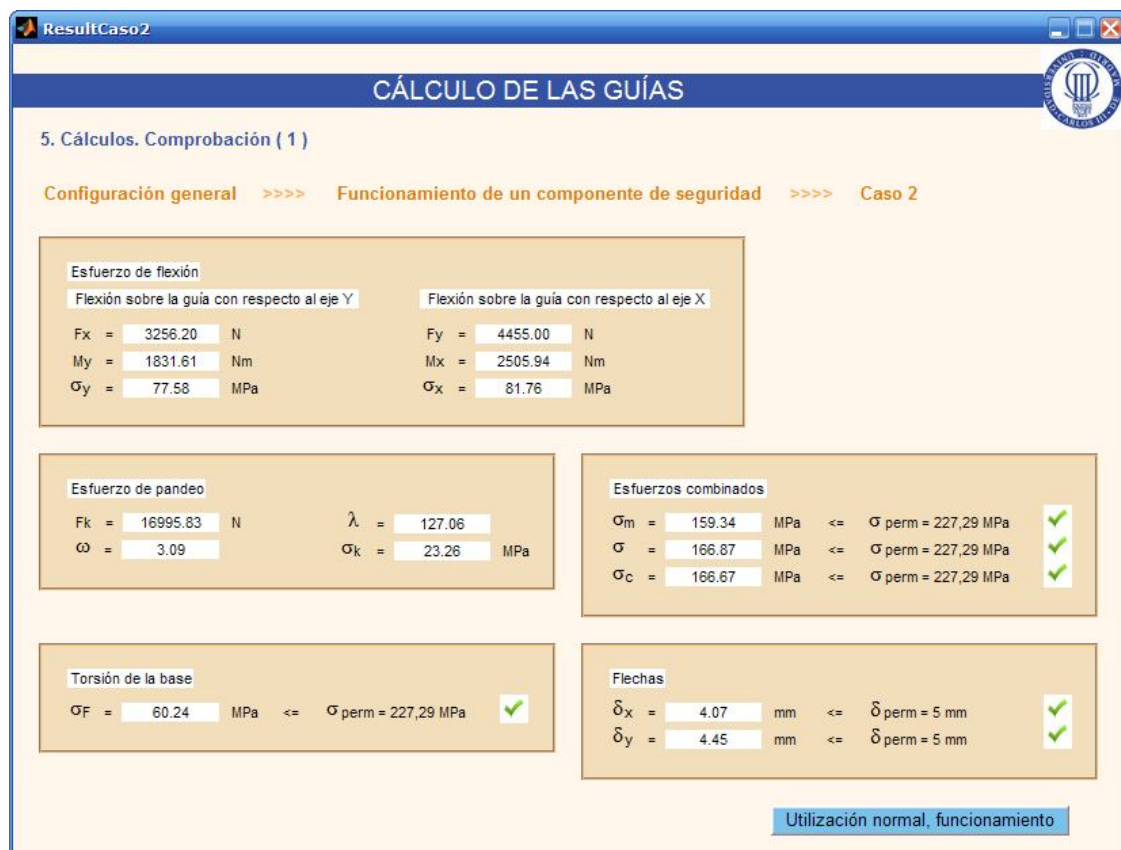 ResultCaso2
CÁLCULO DE LAS GUÍAS
UNIVERSIDAD · CARLOS III · DE MADRID
5. Cálculos. Comprobación ( 1 )
Configuración general >>>> Funcionamiento de un componente de seguridad >>>> Caso 2
Esfuerzo de flexión
Flexión sobre la guía con respecto al eje Y
Fx = 3256.20 N
My = 1831.61 Nm
σy = 77.58 MPa
Flexión sobre la guía con respecto al eje X
Fy = 4455.00 N
Mx = 2505.94 Nm
σx = 81.76 MPa
Esfuerzo de pandeo
Fk = 16995.83 N
ω = 3.09
λ = 127.06
σk = 23.26 MPa
Esfuerzos combinados
σm = 159.34 MPa <= σ perm = 227,29 MPa
σ = 166.87 MPa <= σ perm = 227,29 MPa
σc = 166.67 MPa <= σ perm = 227,29 MPa
Torsión de la base
σF = 60.24 MPa <= σ perm = 227,29 MPa
Flechas
δx = 4.07 mm <= δ perm = 5 mm
δy = 4.45 mm <= δ perm = 5 mm
Utilización normal, funcionamiento